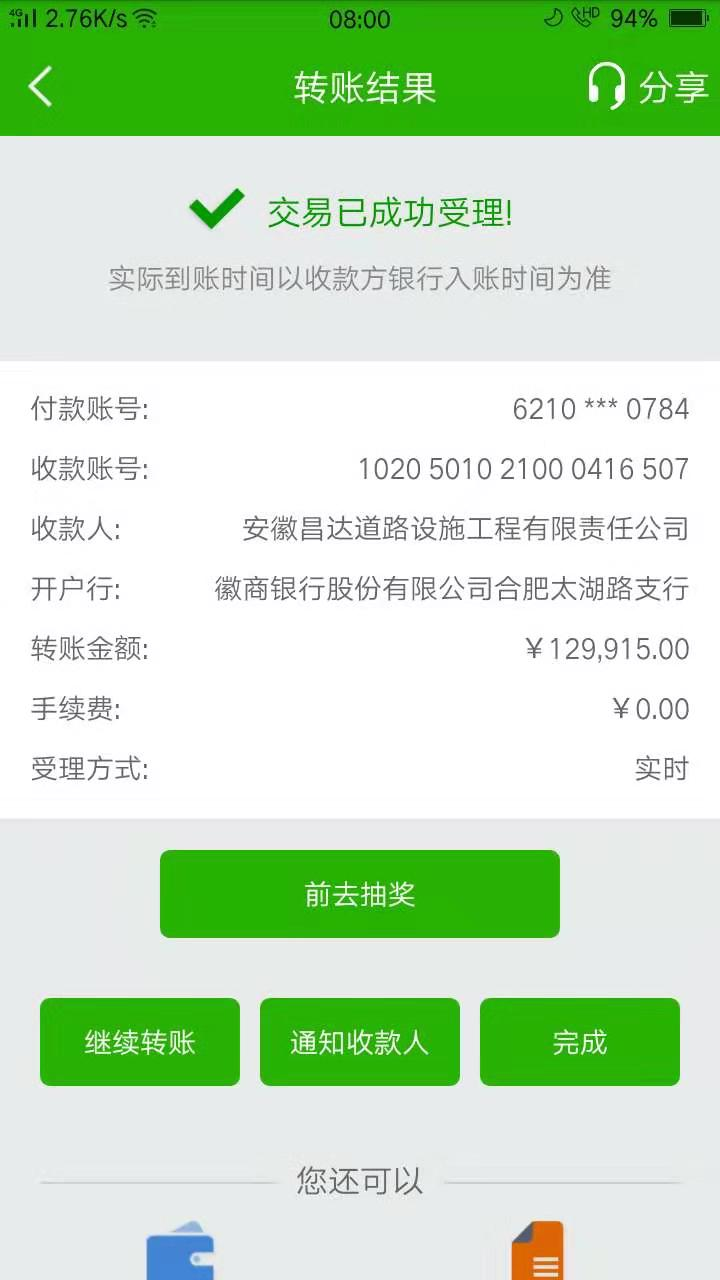 4G 2.76K/s 08:00 HD 94%
转账结果 分享
交易已成功受理!
实际到账时间以收款方银行入账时间为准
付款账号: 6210 *** 0784
收款账号: 1020 5010 2100 0416 507
收款人: 安徽昌达道路设施工程有限责任公司
开户行: 徽商银行股份有限公司合肥太湖路支行
转账金额: ￥129,915.00
手续费: ￥0.00
受理方式: 实时
前去抽奖
继续转账 通知收款人 完成
您还可以